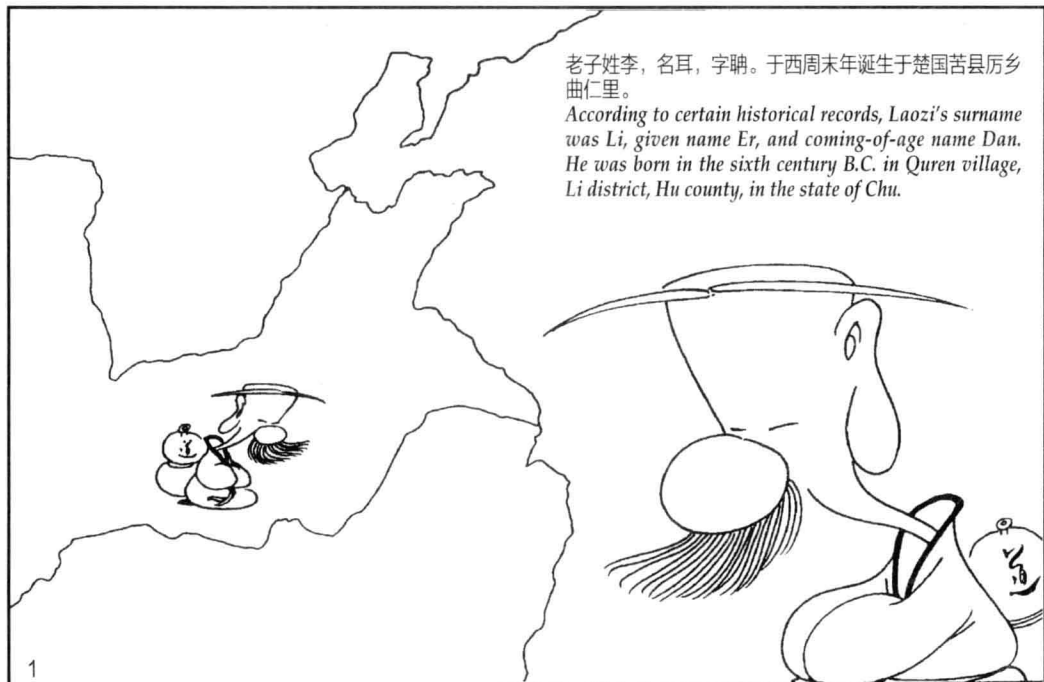 老子姓李，名耳，字聃。于西周末年诞生于楚国苦县厉乡
曲仁里。
According to certain historical records, Laozi's surname
was Li, given name Er, and coming-of-age name Dan.
He was born in the sixth century B.C. in Quren village,
Li district, Hu county, in the state of Chu.
道
道
1